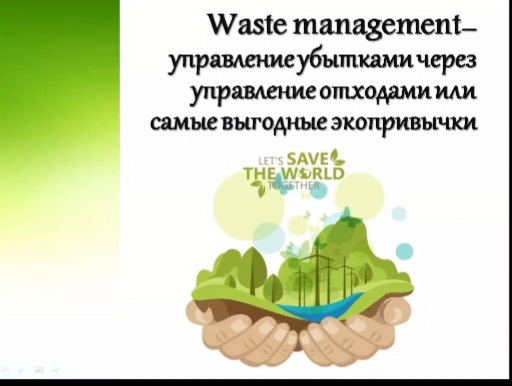 Waste management–
управление убытками через
управление отходами или
самые выгодные экопривычки
LET'S SAVE
THE WORLD
TOGETHER